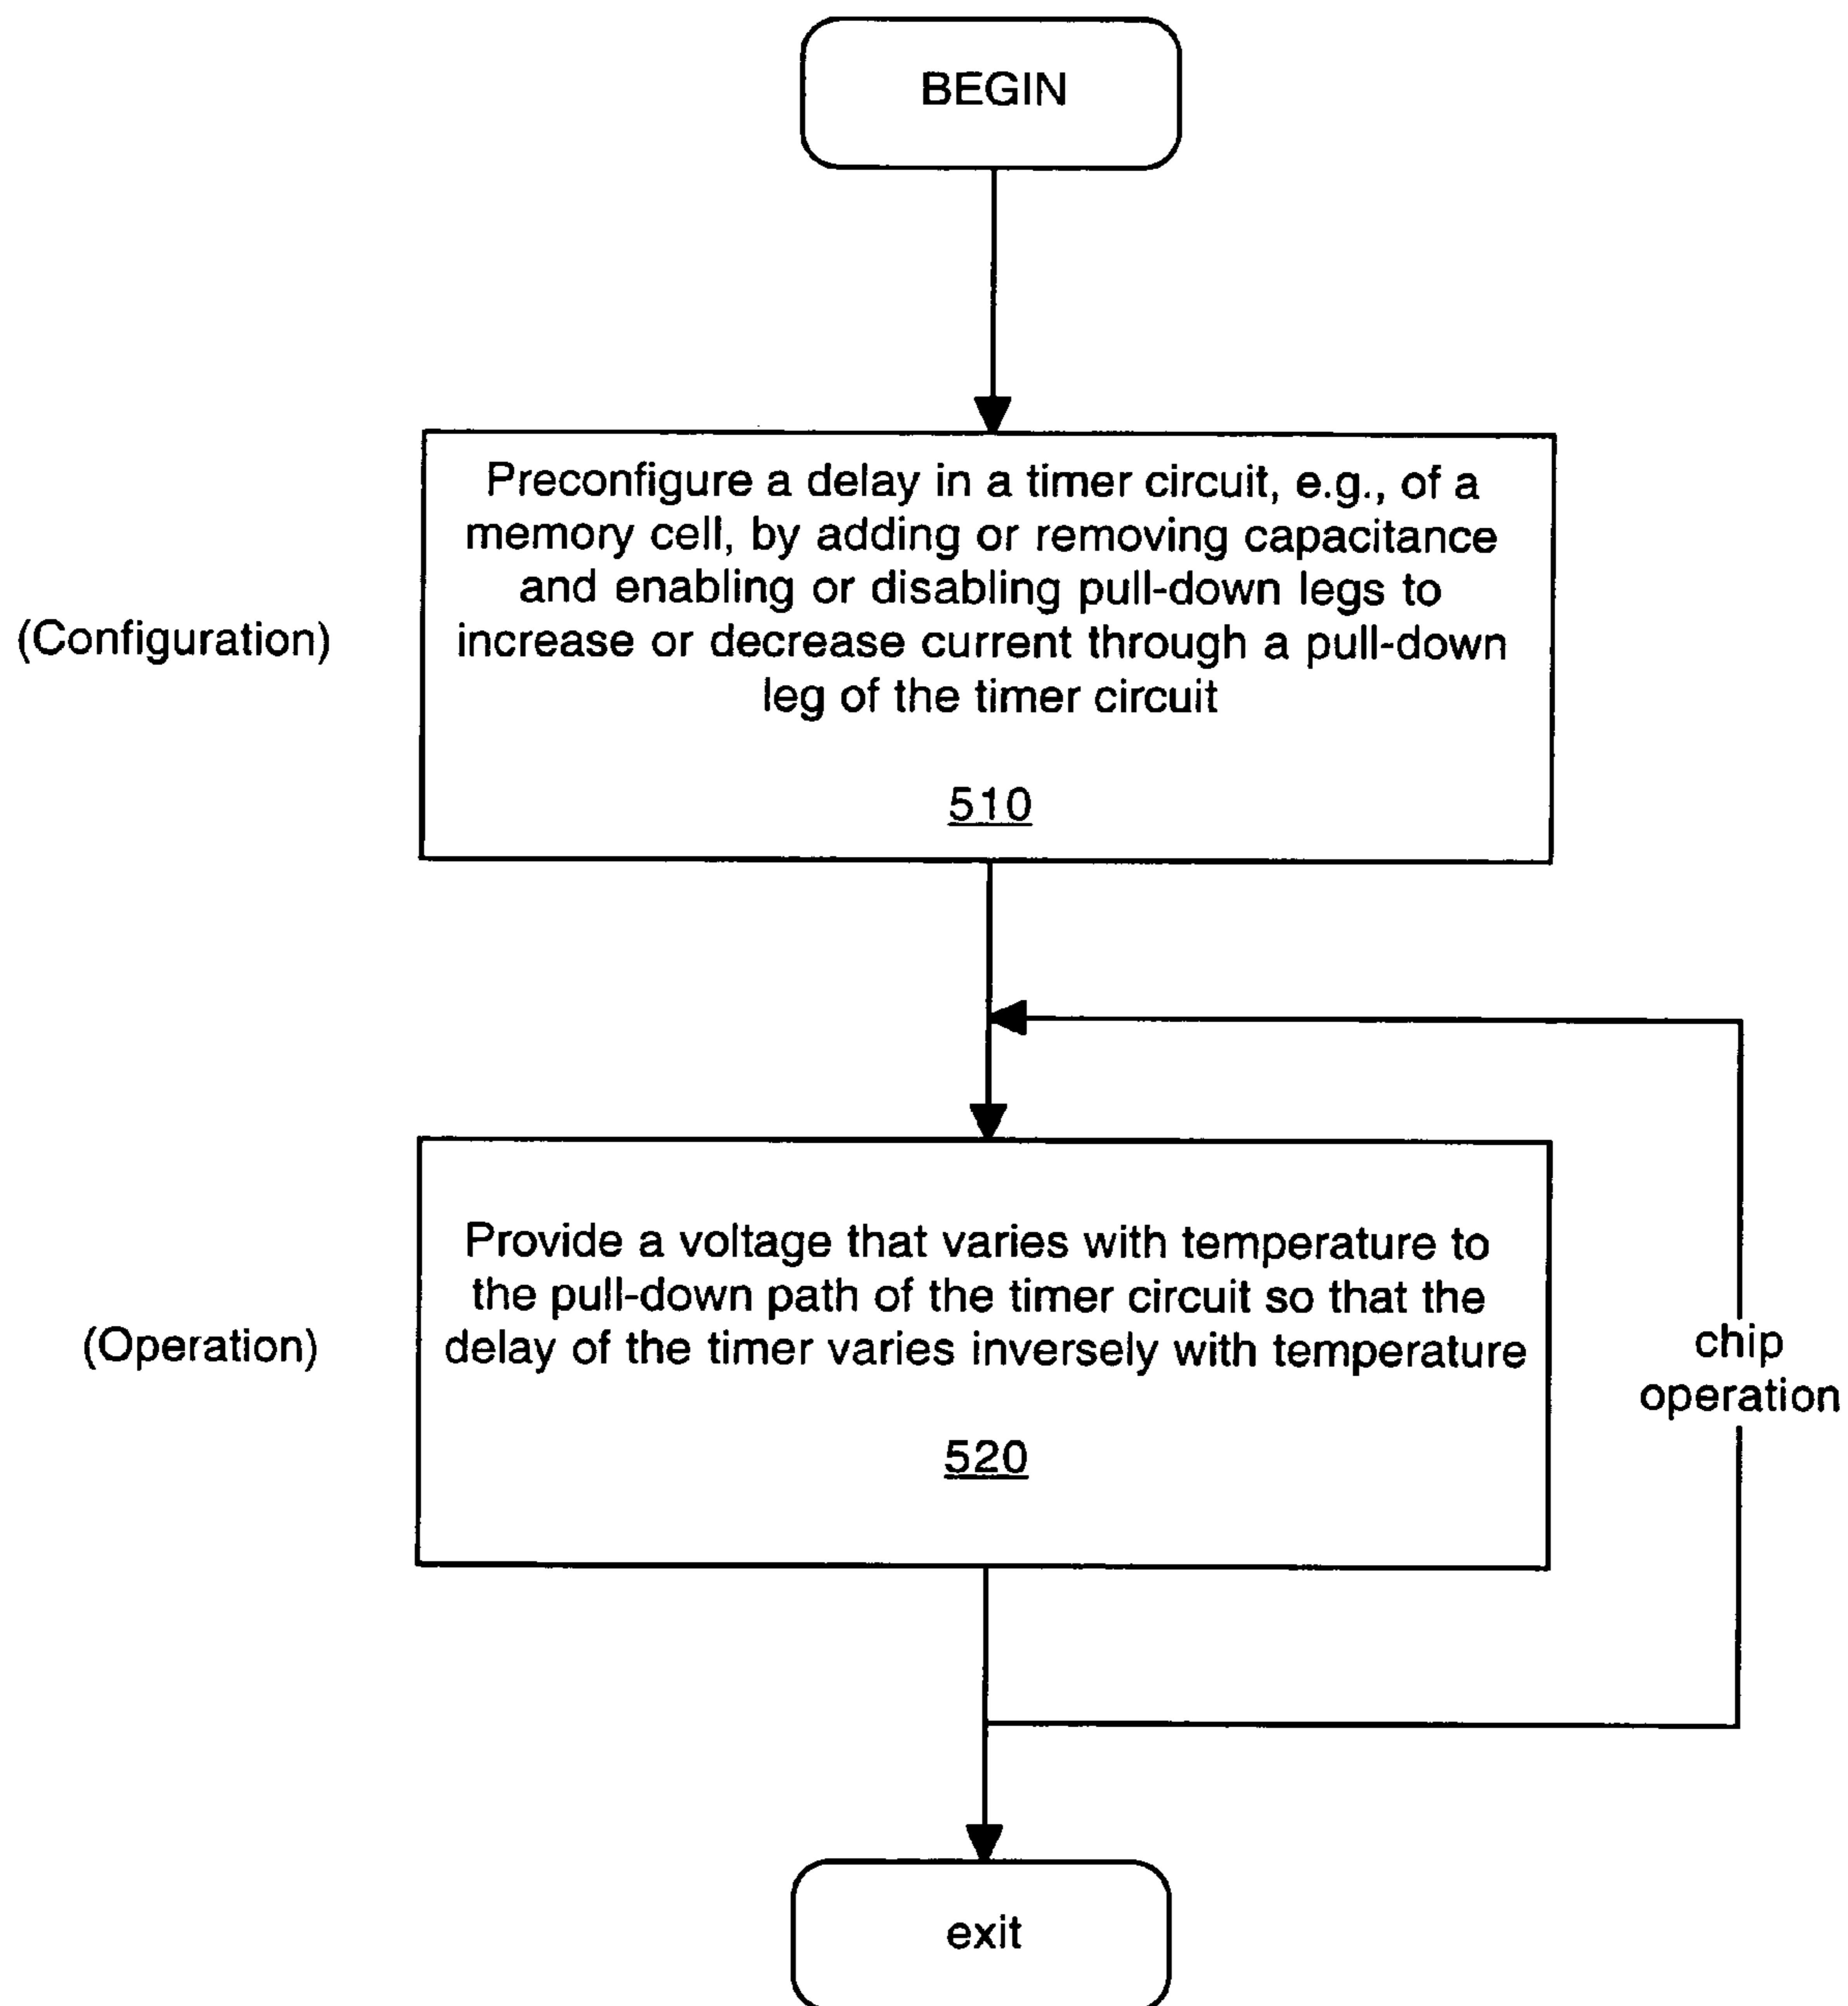 BEGIN
Preconfigure a delay in a timer circuit, e.g., of a
memory cell, by adding or removing capacitance
and enabling or disabling pull-down legs to
increase or decrease current through a pull-down
leg of the timer circuit
510
(Configuration)
Provide a voltage that varies with temperature to
the pull-down path of the timer circuit so that the
delay of the timer varies inversely with temperature
520
(Operation)
chip
operation
exit